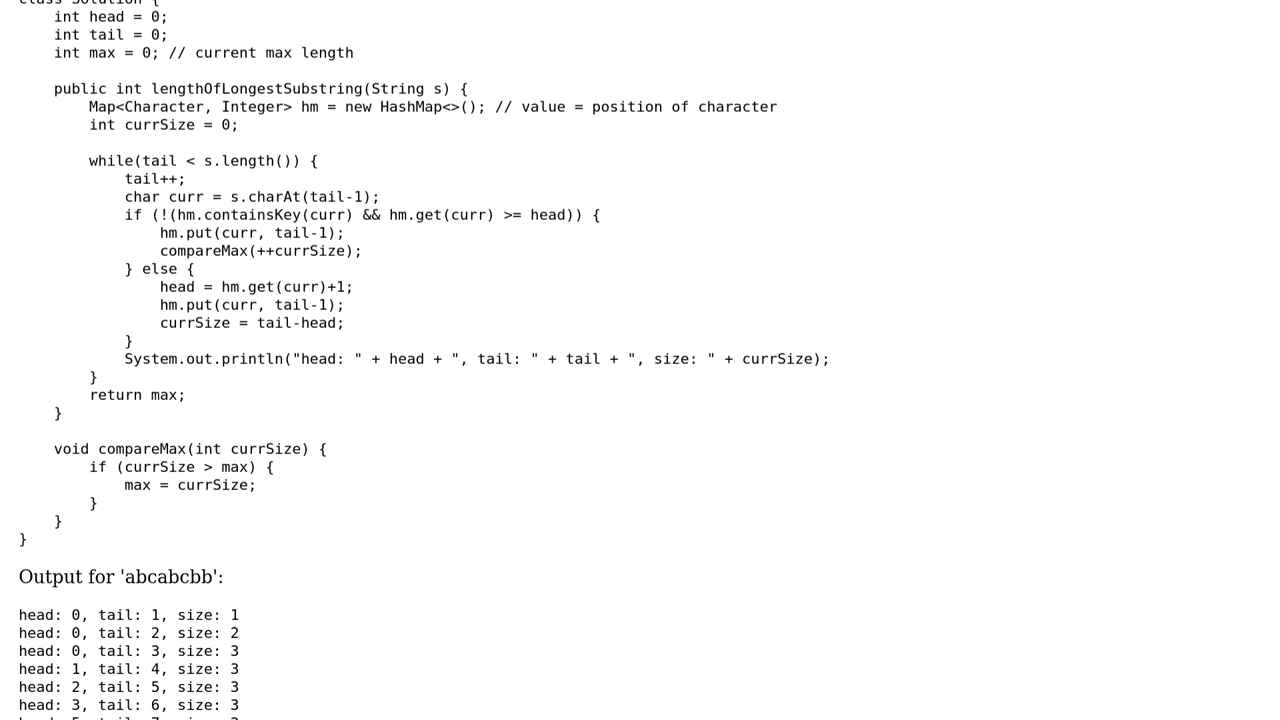 class Solution {
    int head = 0;
    int tail = 0;
    int max = 0; // current max length

    public int lengthOfLongestSubstring(String s) {
        Map<Character, Integer> hm = new HashMap<>(); // value = position of character
        int currSize = 0;

        while(tail < s.length()) {
            tail++;
            char curr = s.charAt(tail-1);
            if (!(hm.containsKey(curr) && hm.get(curr) >= head)) {
                hm.put(curr, tail-1);
                compareMax(++currSize);
            } else {
                head = hm.get(curr)+1;
                hm.put(curr, tail-1);
                currSize = tail-head;
            }
            System.out.println("head: " + head + ", tail: " + tail + ", size: " + currSize);
        }
        return max;
    }

    void compareMax(int currSize) {
        if (currSize > max) {
            max = currSize;
        }
    }
}
Output for 'abcabcbb':
head: 0, tail: 1, size: 1
head: 0, tail: 2, size: 2
head: 0, tail: 3, size: 3
head: 1, tail: 4, size: 3
head: 2, tail: 5, size: 3
head: 3, tail: 6, size: 3